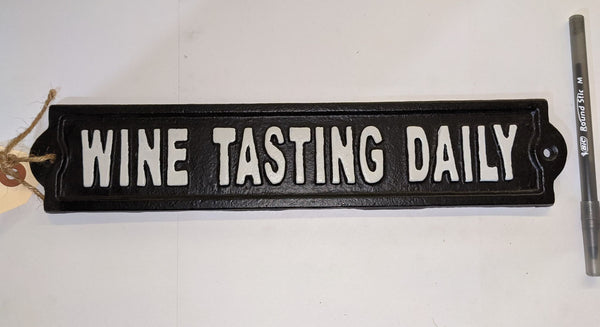 WINE TASTING DAILY
BIC Round Stic M